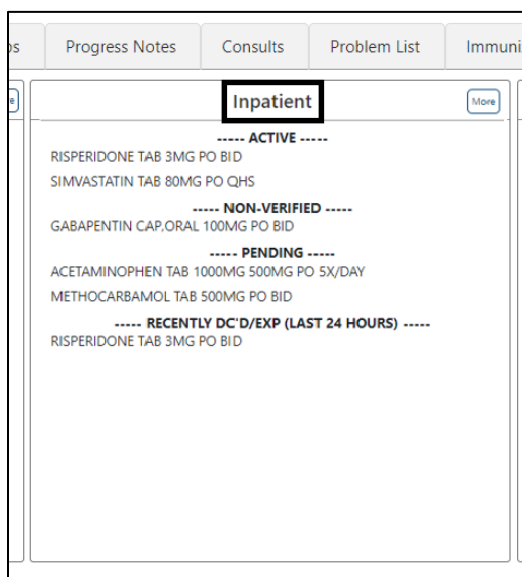 Progress Notes
Consults
Problem List
Inpatient
More
----- ACTIVE -----
RISPERIDONE TAB 3MG PO BID
SIMVASTATIN TAB 80MG PO QHS
----- NON-VERIFIED -----
GABAPENTIN CAP,ORAL 100MG PO BID
----- PENDING -----
ACETAMINOPHEN TAB 1000MG 500MG PO 5X/DAY
METHOCARBAMOL TAB 500MG PO BID
----- RECENTLY DC'D/EXP (LAST 24 HOURS) -----
RISPERIDONE TAB 3MG PO BID